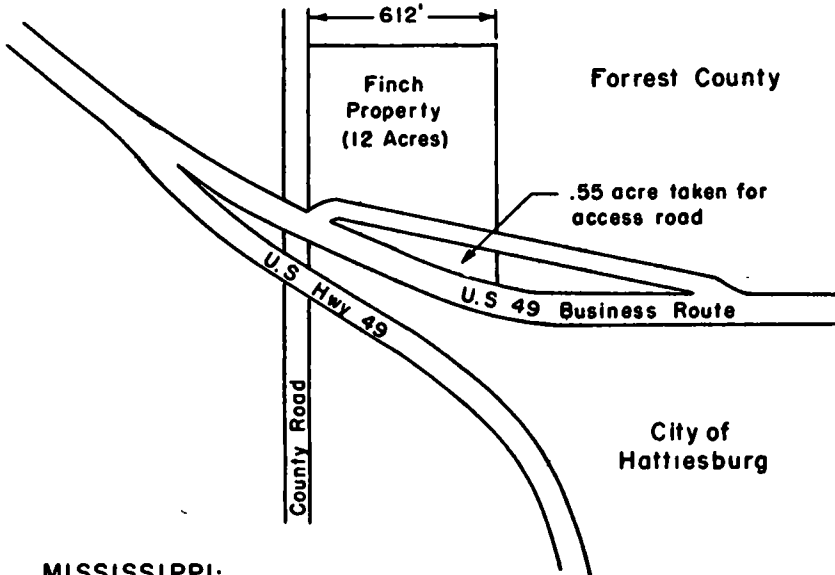 612'
Finch
Property
(12 Acres)
Forrest County
.55 acre taken for
access road
U.S Hwy 49
U.S 49 Business Route
County Road
City of
Hattiesburg
MISSISSIPPI: